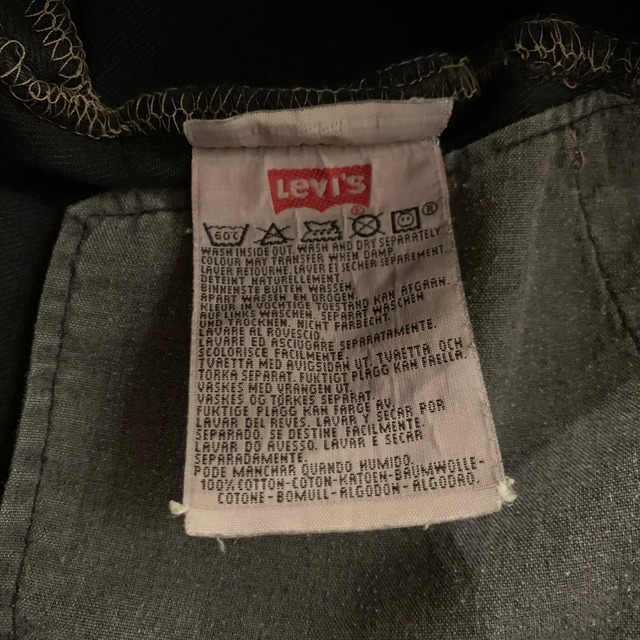 Levi's ®
60C ®
WASH INSIDE OUT, WASH AND DRY SEPARATELY.
COLOUR MAY TRANSFER WHEN DAMP.
LAVER RETOURNE. LAVER ET SECHER SEPAREMENT.
DETEINT NATURELLEMENT.
BINNENSTE BUITEN WASSEN.
APART WASSEN EN DROGEN.
KLEUR IN VOCHTIGE TOESTAND KAN AFGAAN.
AUF LINKS WASCHEN. SEPARAT WASCHEN
UND TROCKNEN, NICHT FARBECHT.
LAVARE AL ROVESCIO.
LAVARE ED ASCIUGARE SEPARATAMENTE.
SCOLORISCE FACILMENTE.
TVAETTA MED AVIGSIDAN UT, TVAETTA OCH
TORKA SEPARAT. FUKTIGT PLAGG KAN FAELLA.
VASKES MED VRANGEN UT.
VASKES OG TÖRKES SEPARAT.
FUKTIGE PLAGG KAN FARGE AV.
LAVAR DEL REVES. LAVAR Y SECAR POR
SEPARADO. SE DESTINE FACILMENTE.
LAVAR DO AVESSO. LAVAR E SECAR
SEPARADAMENTE.
PODE MANCHAR QUANDO HUMIDO.
100% COTTON-COTON-KATOEN-BAUMWOLLE-
COTONE-BOMULL-ALGODON-ALGODAO.